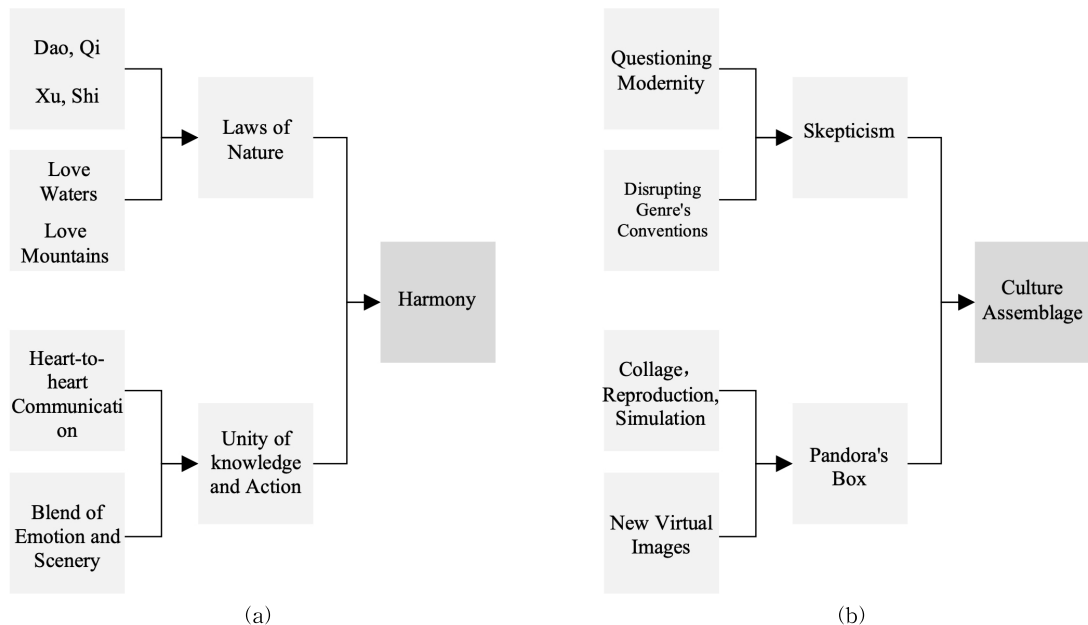 Dao, Qi
Xu, Shi
Love
Waters
Love
Mountains
Laws of
Nature
Heart-to-
heart
Communicati
on
Blend of
Emotion and
Scenery
Unity of
knowledge
and Action
Harmony
(a)
Questioning
Modernity
Disrupting
Genre's
Conventions
Skepticism
Collage，
Reproduction,
Simulation
New Virtual
Images
Pandora's
Box
Culture
Assemblage
(b)